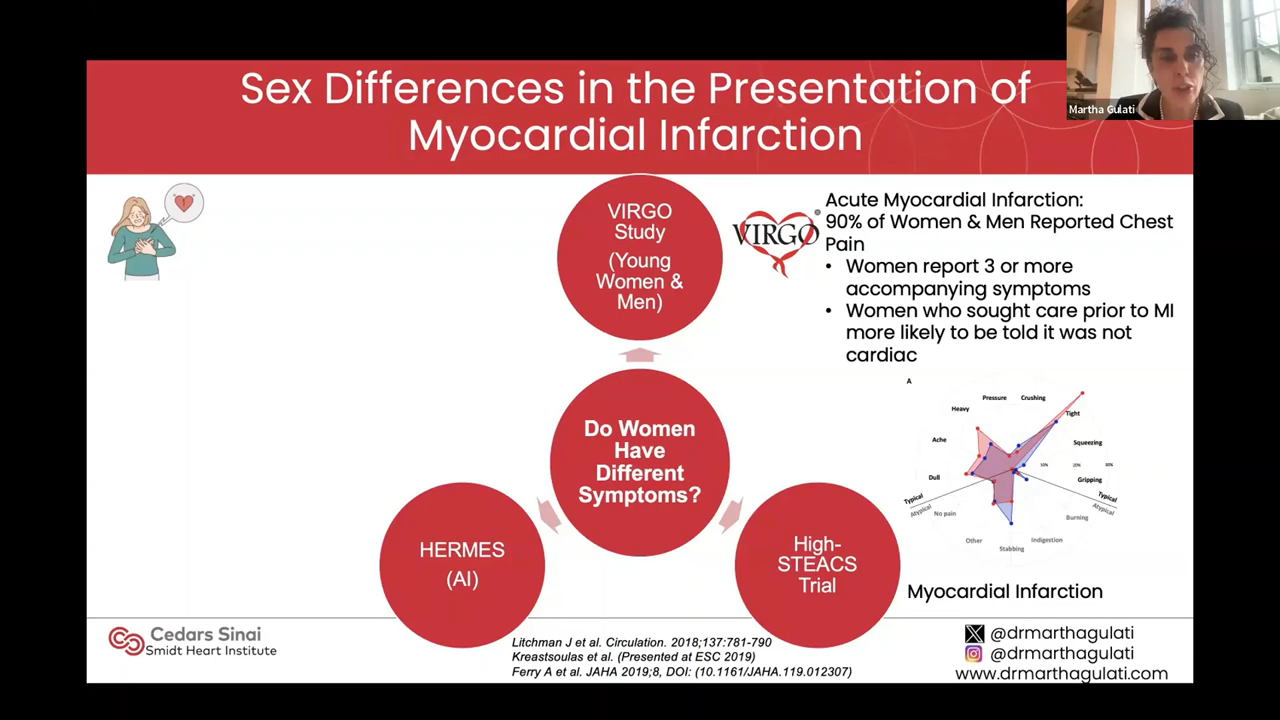 Martha Gulati
Sex Differences in the Presentation of
Myocardial Infarction
VIRGO
Study
(Young
Women &
Men)
VIRGO
Acute Myocardial Infarction:
90% of Women & Men Reported Chest
Pain
• Women report 3 or more
accompanying symptoms
• Women who sought care prior to MI
more likely to be told it was not
cardiac
Do Women
Have
Different
Symptoms?
HERMES
(AI)
High-
STEACS
Trial
A
Pressure
Crushing
Heavy
Tight
Ache
Squeezing
10%
20%
30%
Dull
Gripping
Typical
Typical
Atypical
Atypical
No pain
Burning
Other
Indigestion
Stabbing
Myocardial Infarction
Cedars Sinai
Smidt Heart Institute
Litchman J et al. Circulation. 2018;137:781-790
Kreastsoulas et al. (Presented at ESC 2019)
Ferry A et al. JAHA 2019;8, DOI: (10.1161/JAHA.119.012307)
@drmarthagulati
@drmarthagulati
www.drmarthagulati.com